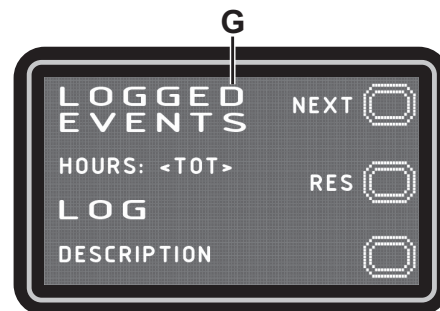 G
LOGGED
EVENTS
NEXT
HOURS: <TOT>
RES
LOG
DESCRIPTION